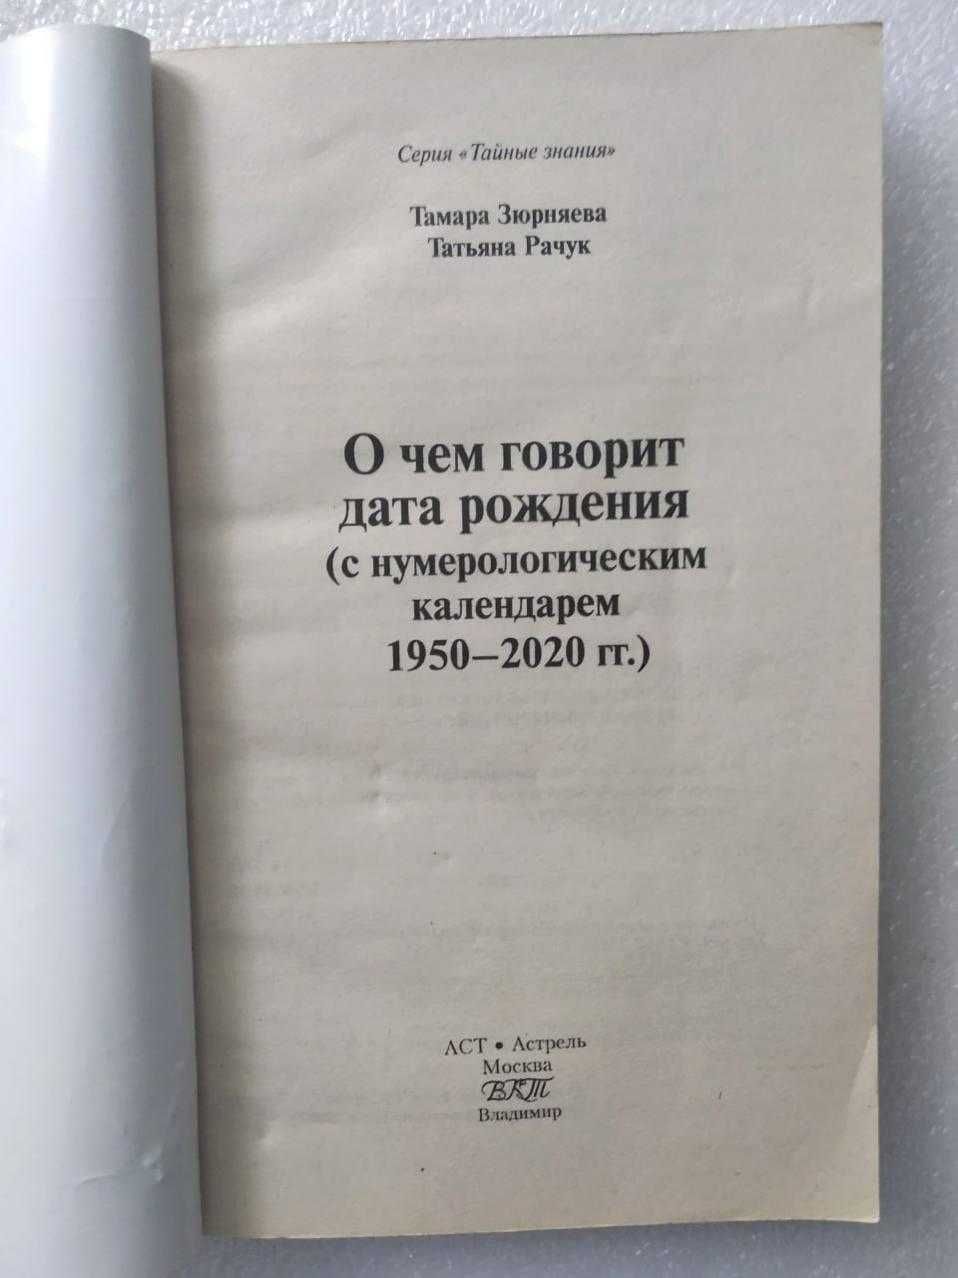 Серия «Тайные знания»
Тамара Зюрняева
Татьяна Рачук
О чем говорит
дата рождения
(с нумерологическим
календарем
1950–2020 гг.)
АСТ • Астрель
Москва
ВКТ
Владимир